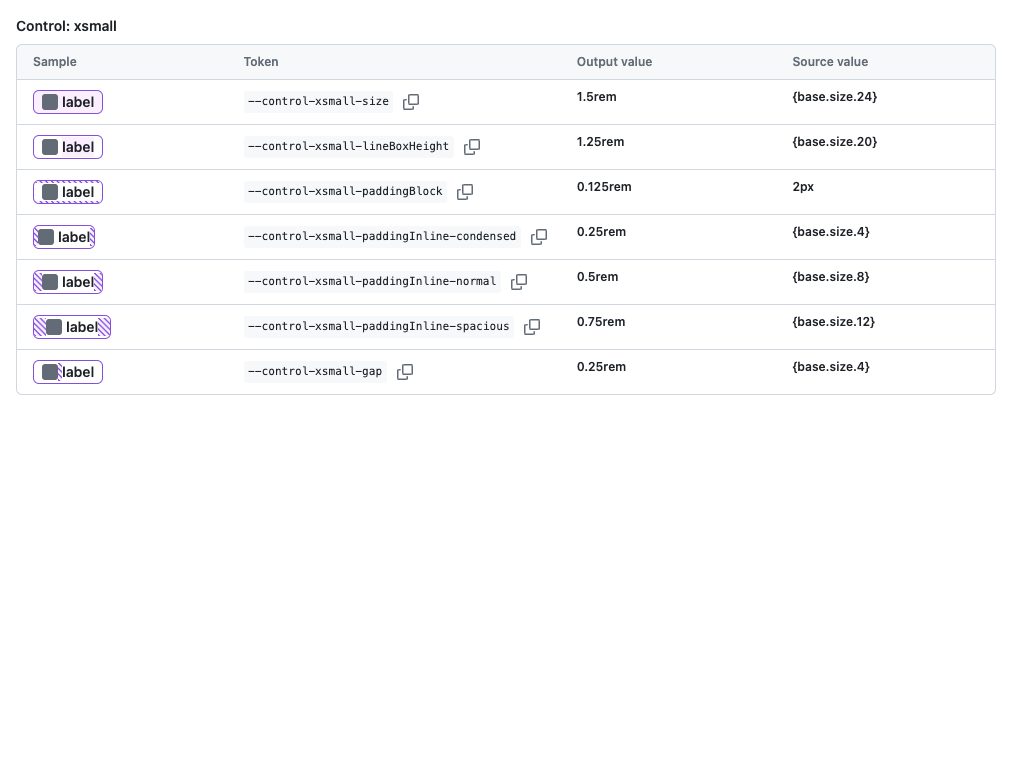 Control: xsmall
Sample Token Output value Source value
label --control-xsmall-size 1.5rem {base.size.24}
label --control-xsmall-lineBoxHeight 1.25rem {base.size.20}
label --control-xsmall-paddingBlock 0.125rem 2px
label --control-xsmall-paddingInline-condensed 0.25rem {base.size.4}
label --control-xsmall-paddingInline-normal 0.5rem {base.size.8}
label --control-xsmall-paddingInline-spacious 0.75rem {base.size.12}
label --control-xsmall-gap 0.25rem {base.size.4}